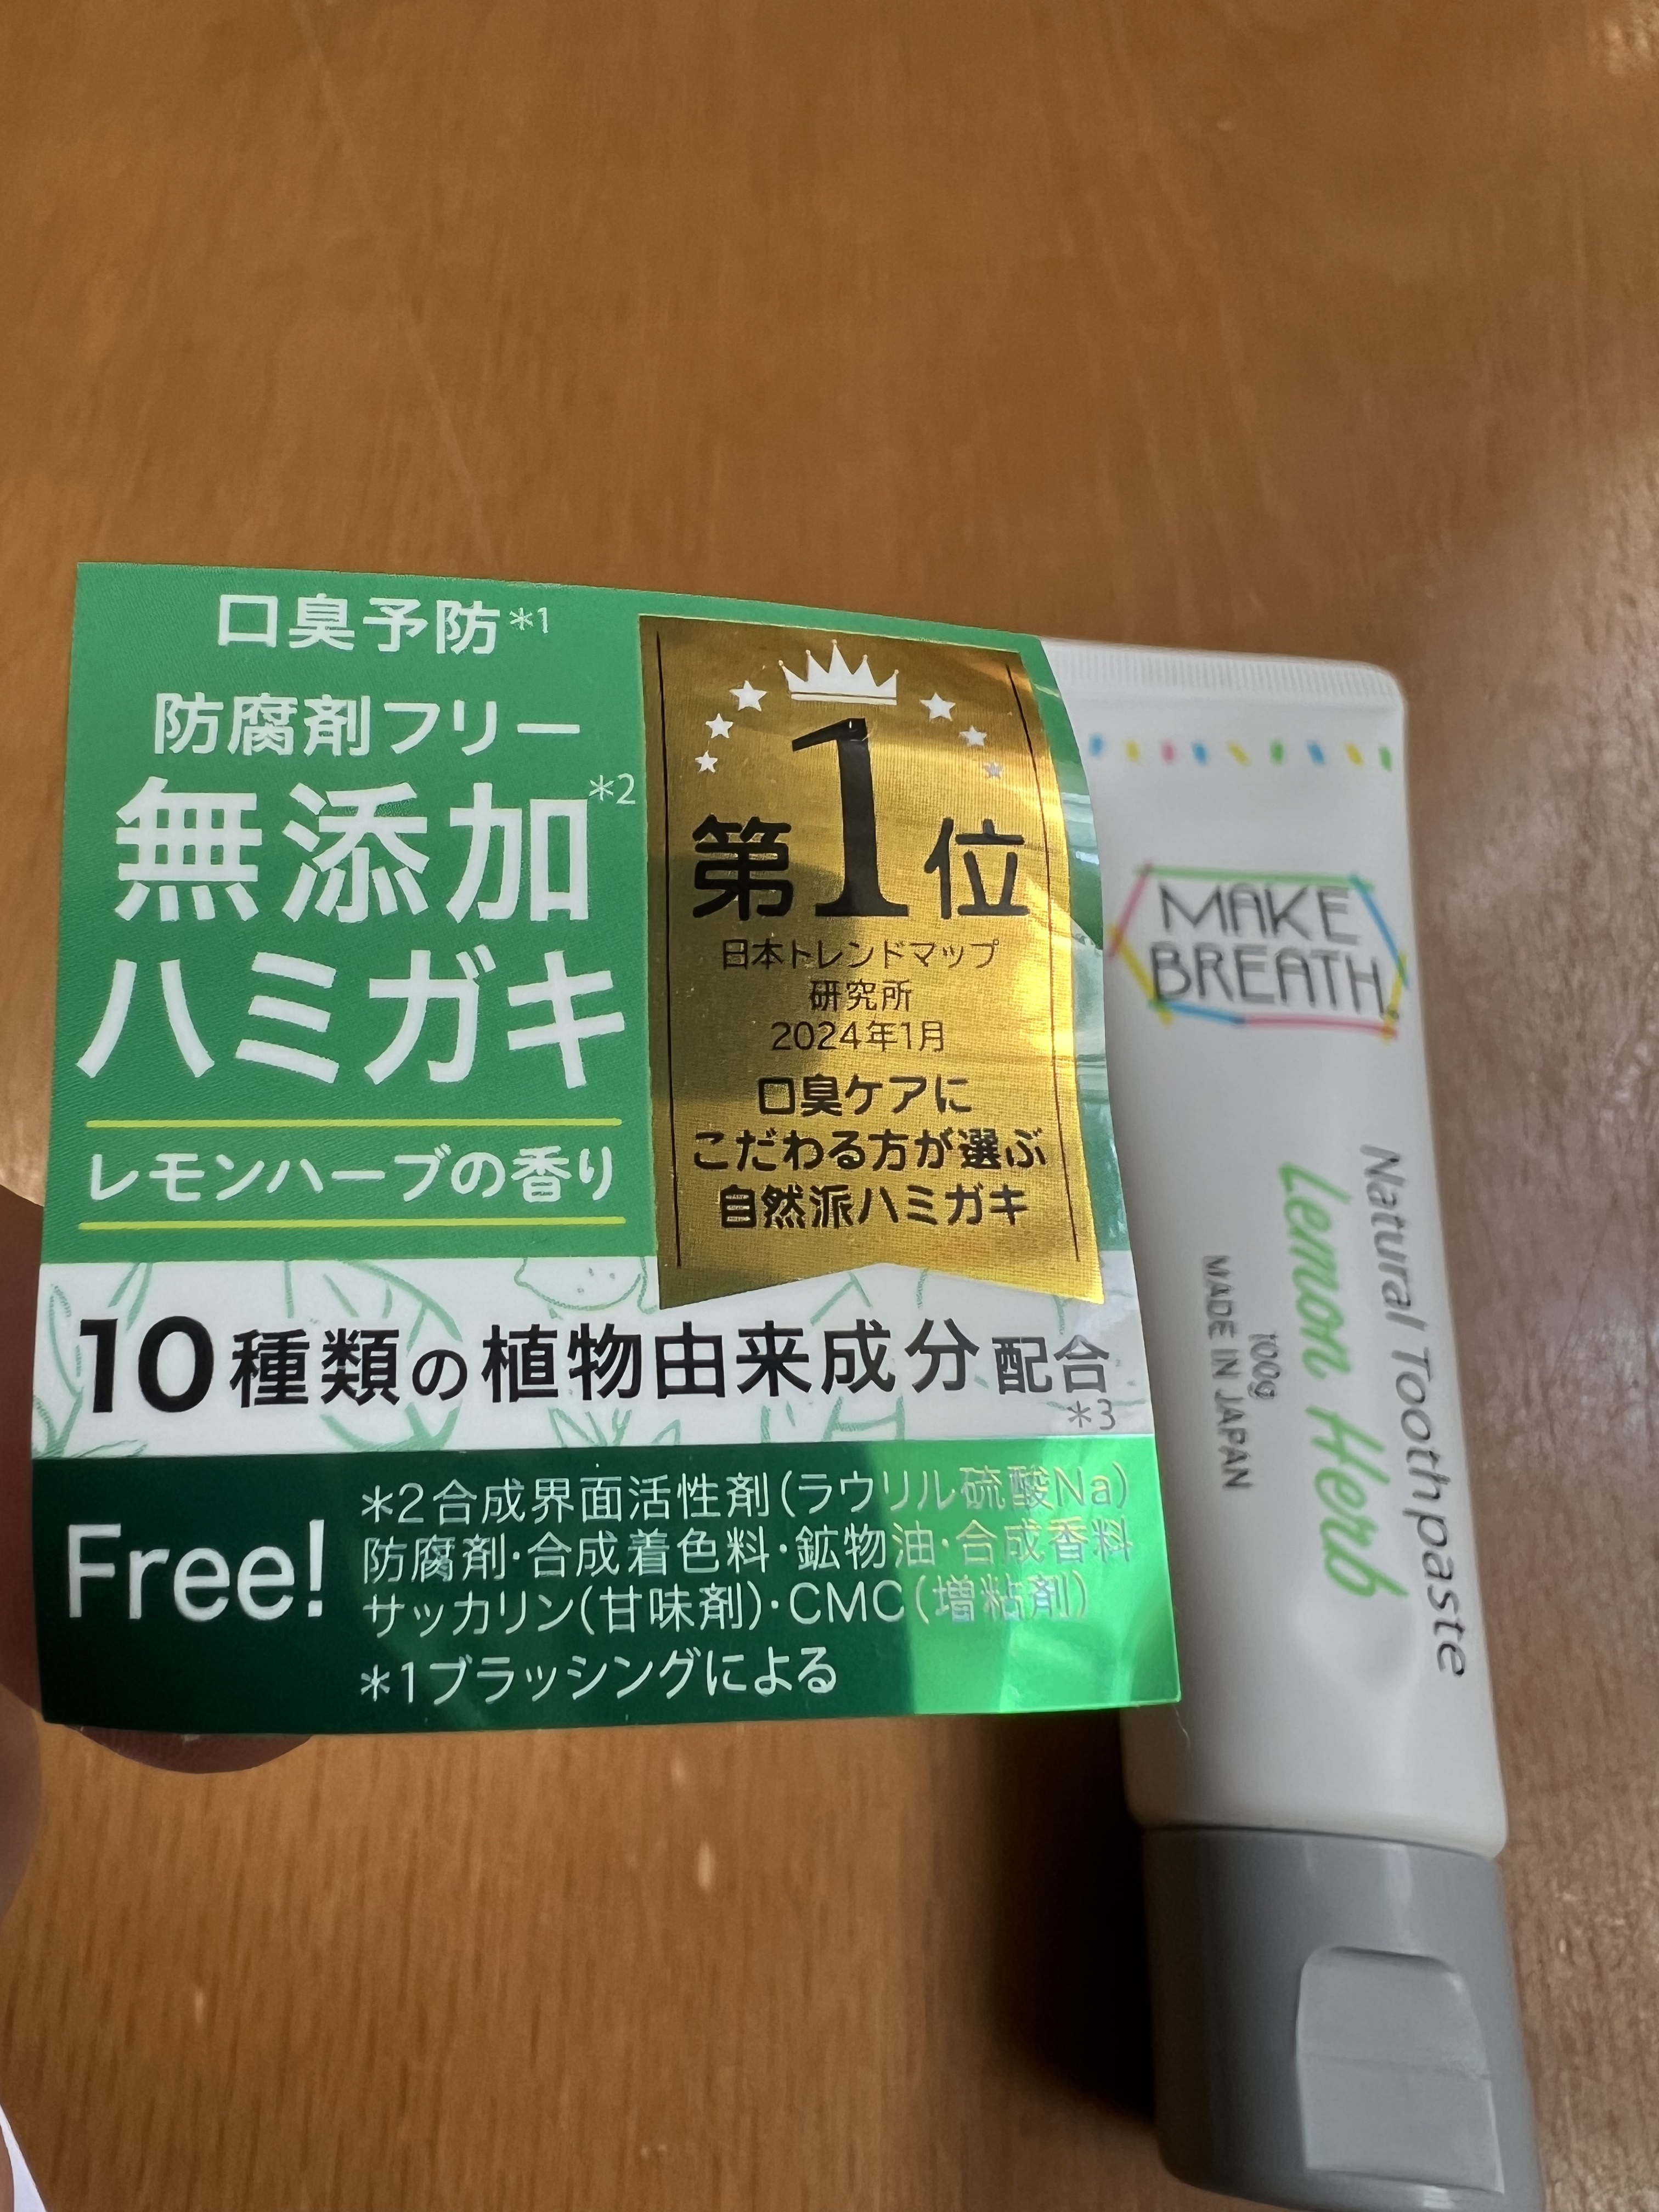 口臭予防*1
防腐剤フリー
無添加*2
ハミガキ
レモンハーブの香り
第1位
日本トレンドマップ
研究所
2024年1月
口臭ケアに
こだわる方が選ぶ
自然派ハミガキ
10種類の植物由来成分配合
*3
Free!
*2合成界面活性剤(ラウリル硫酸Na)
防腐剤・合成着色料・鉱物油・合成香料
サッカリン(甘味剤)・CMC(増粘剤)
*1ブラッシングによる
MAKE
BREATH
Natural Toothpaste
Lemon Herb
100g
MADE IN JAPAN